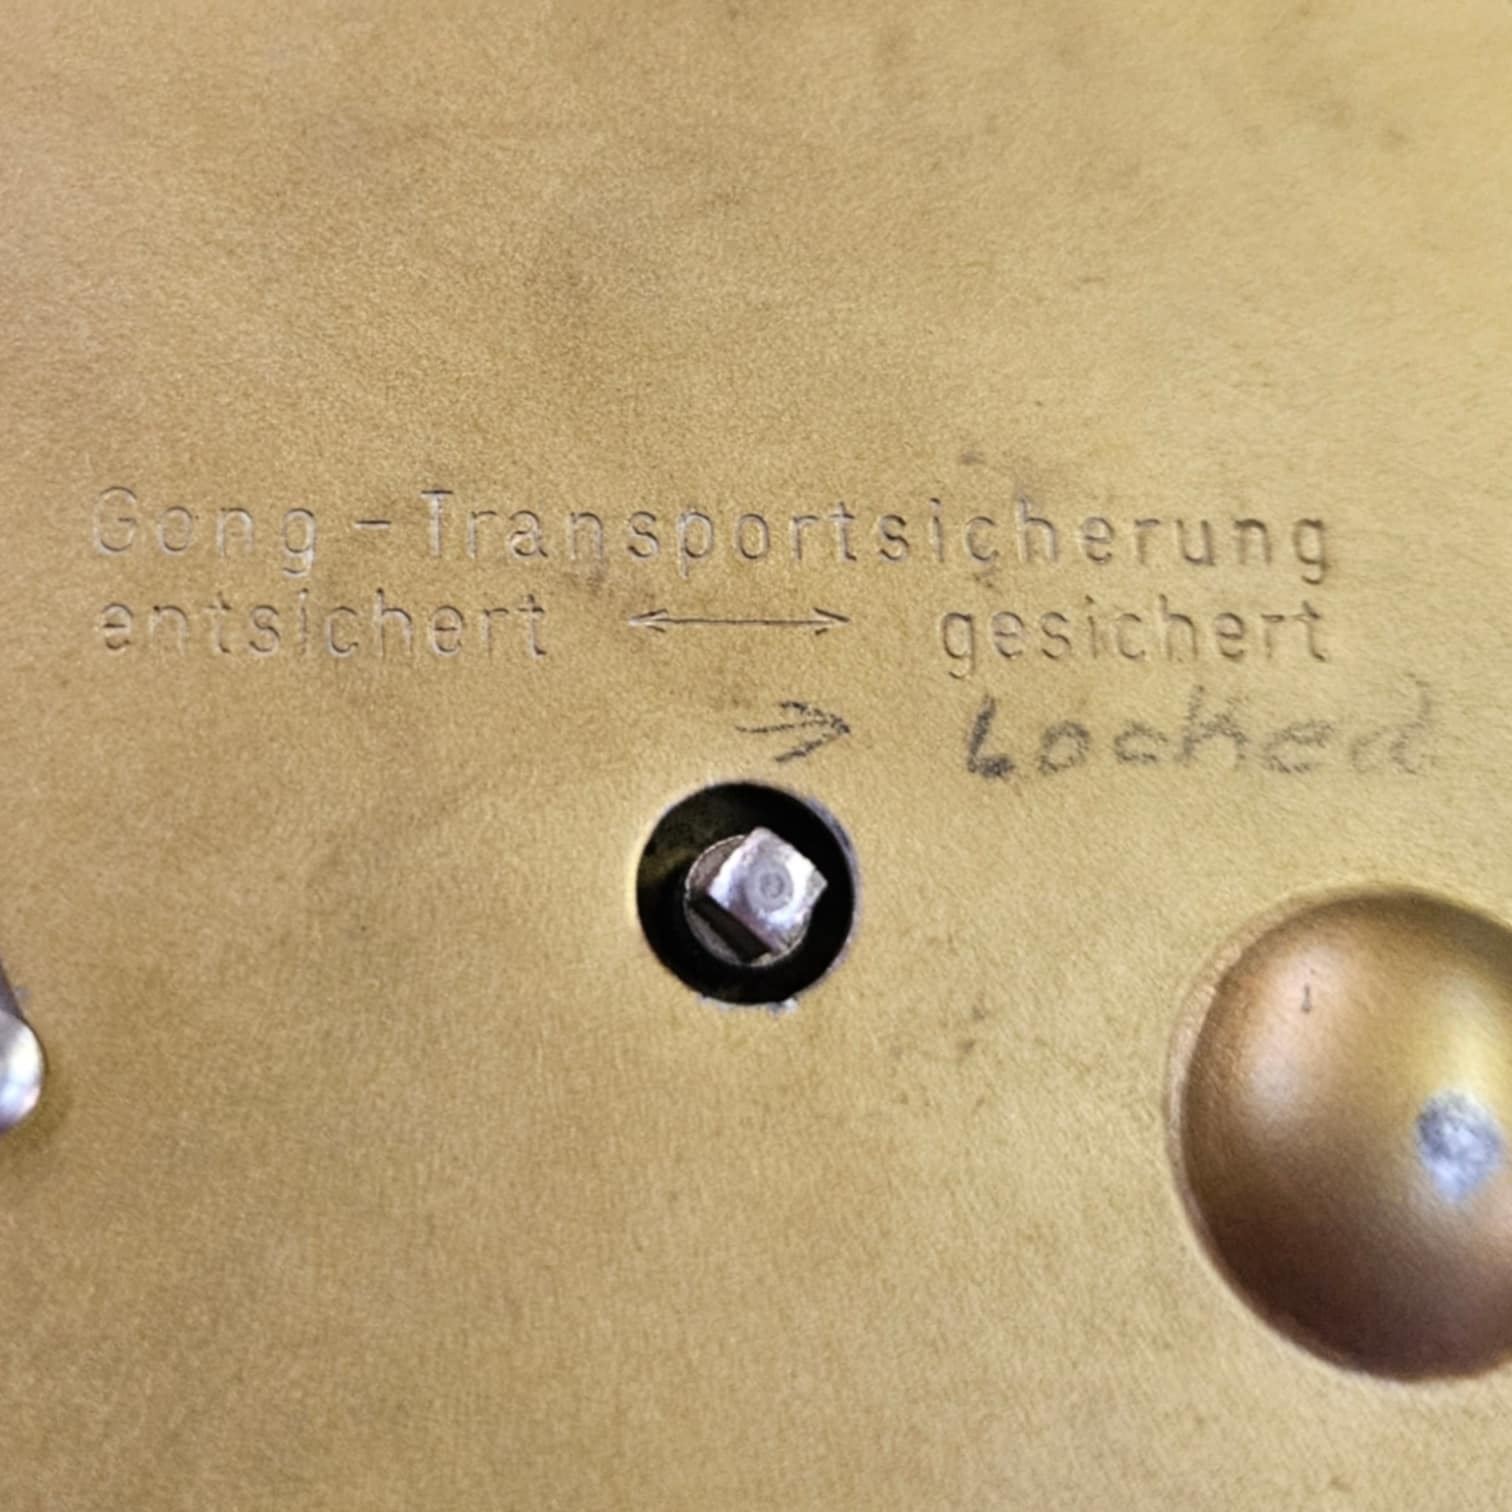 Gong-Transportsicherung
entsichert ↔ gesichert
→ Locked